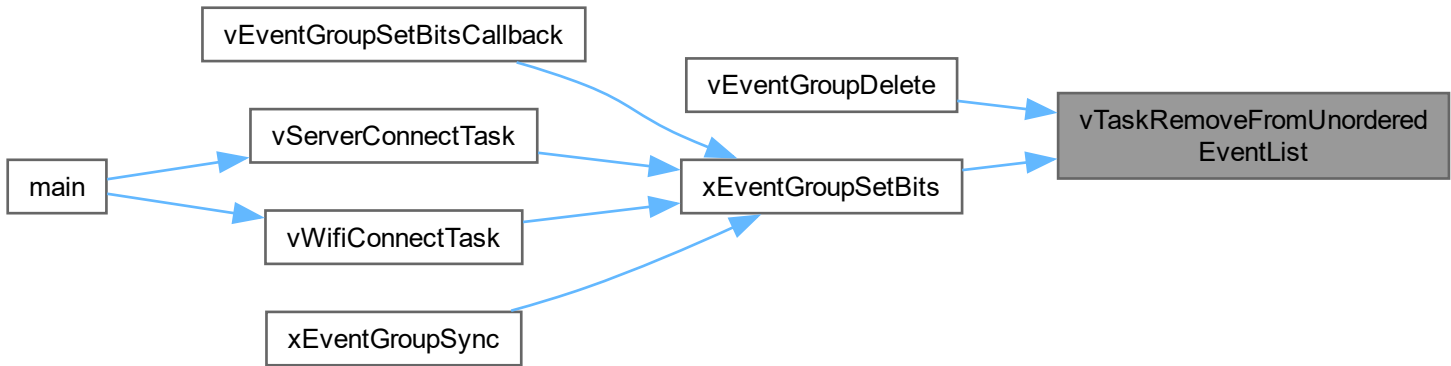 vEventGroupSetBitsCallback
vEventGroupDelete
vTaskRemoveFromUnordered
EventList
vServerConnectTask
main
xEventGroupSetBits
vWifiConnectTask
xEventGroupSync